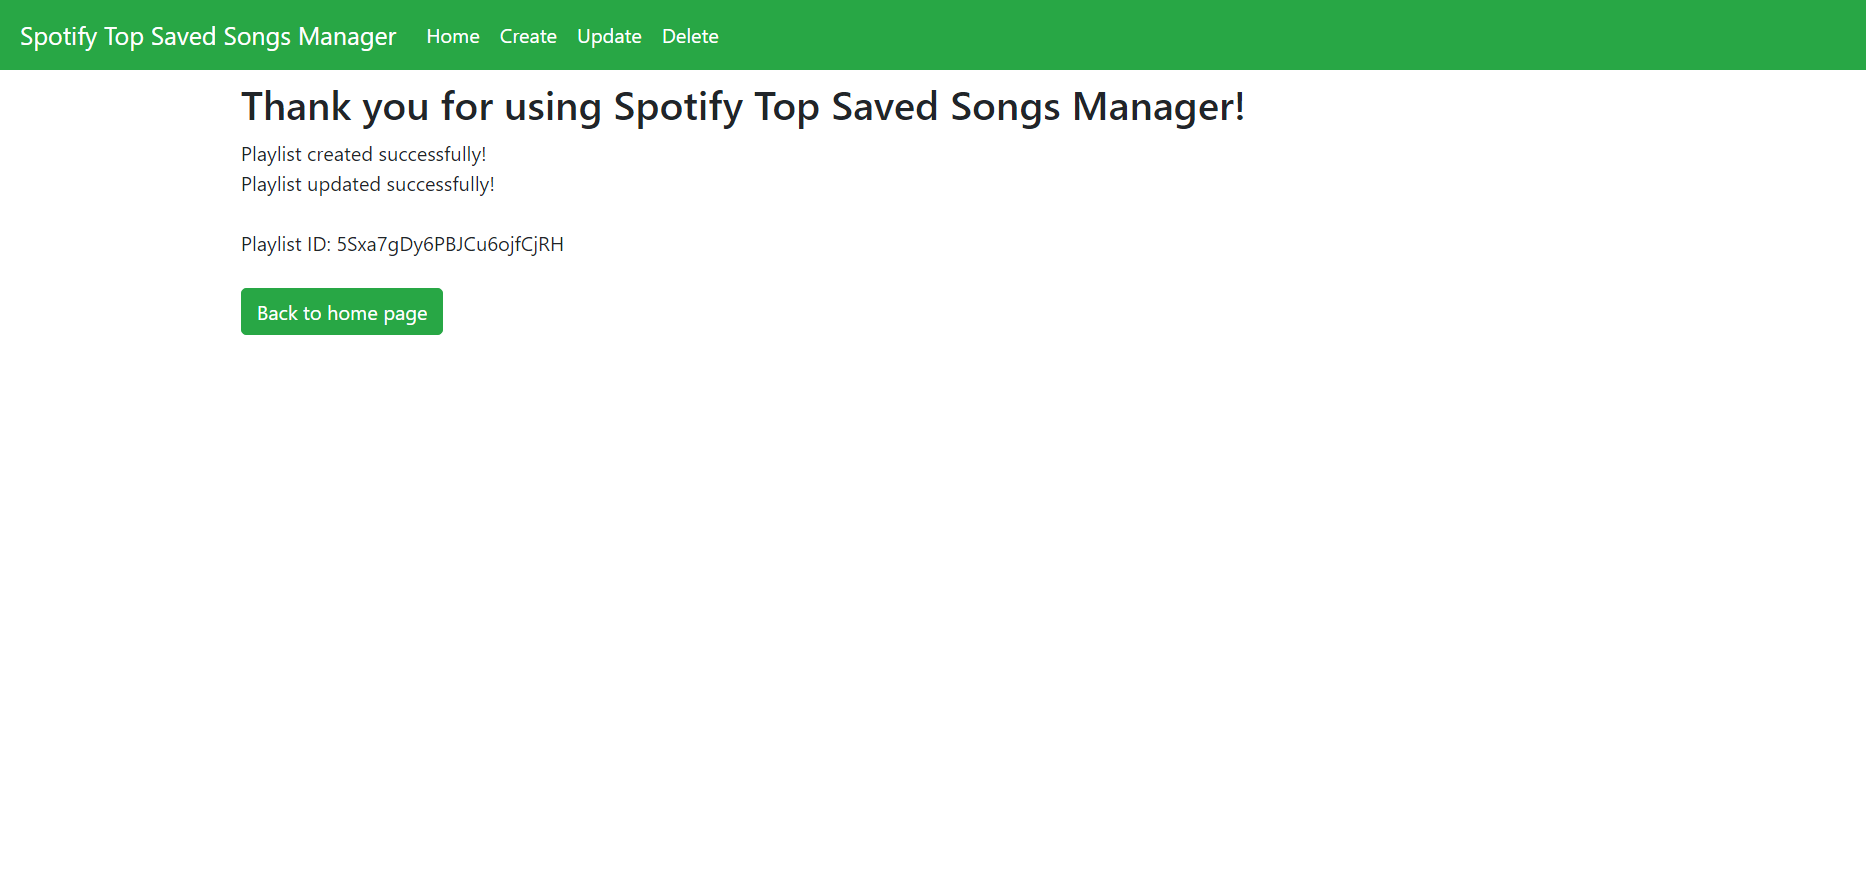 Spotify Top Saved Songs Manager Home Create Update Delete
Thank you for using Spotify Top Saved Songs Manager!
Playlist created successfully!
Playlist updated successfully!
Playlist ID: 5Sxa7gDy6PBJCu6ojfCjRH
Back to home page